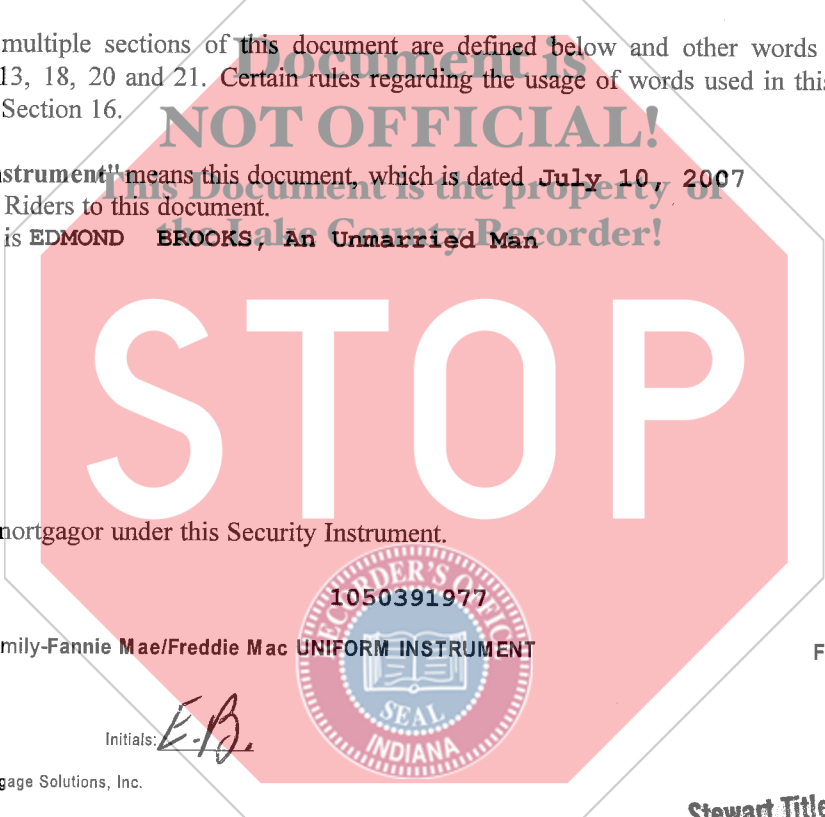 multiple sections of this document are defined below and other words
Document is
13, 18, 20 and 21. Certain rules regarding the usage of words used in this
Section 16.
NOT OFFICIAL!
nstrument" means this document, which is dated July 10, 2007
This Document is the property of
Riders to this document.
the Lake County Recorder!
is EDMOND BROOKS, An Unmarried Man
STOP
mortgagor under this Security Instrument.
RECORDER'S OFFICE
1050391977
mily-Fannie Mae/Freddie Mac UNIFORM INSTRUMENT
F
SEAL
INDIANA
Initials: E.B.
gage Solutions, Inc.
Stewart Title